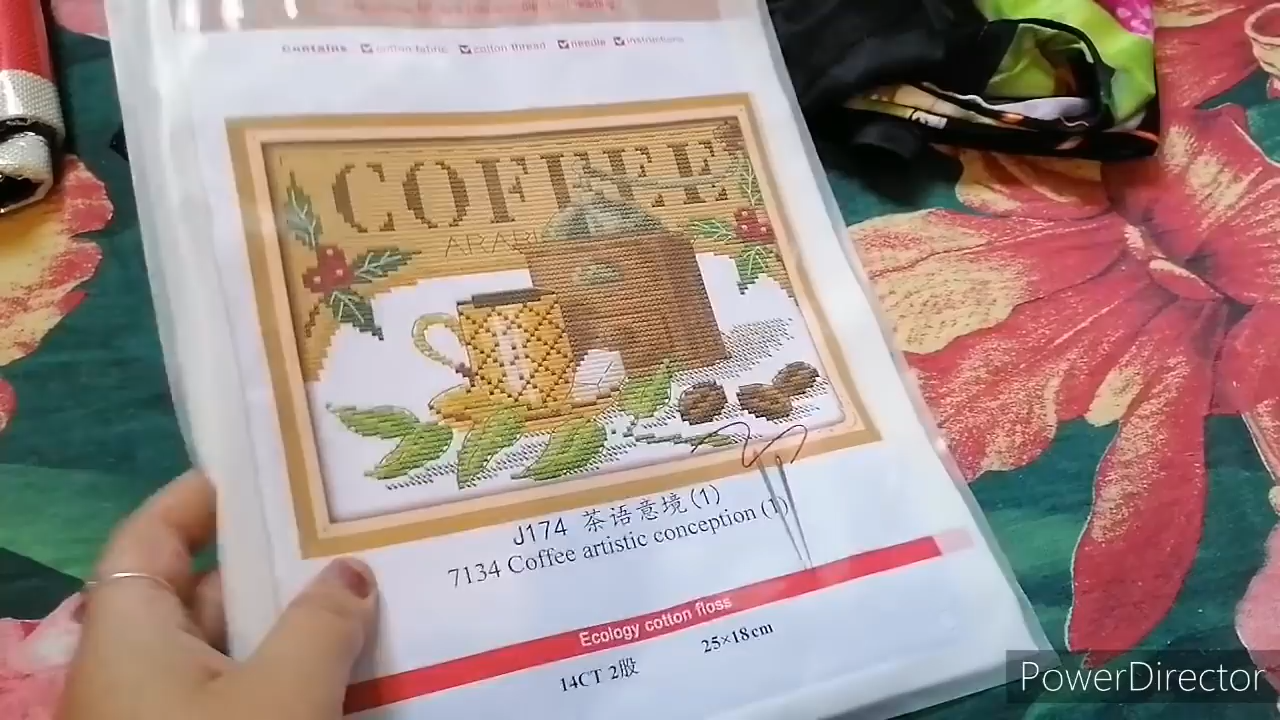 Contains ☑ cotton fabric ☑ cotton thread ☑ needle ☑ instructions
COFFEE
J174 茶语意境(1)
7134 Coffee artistic conception (1)
Ecology cotton floss
14CT 2股 25×18cm
PowerDirector